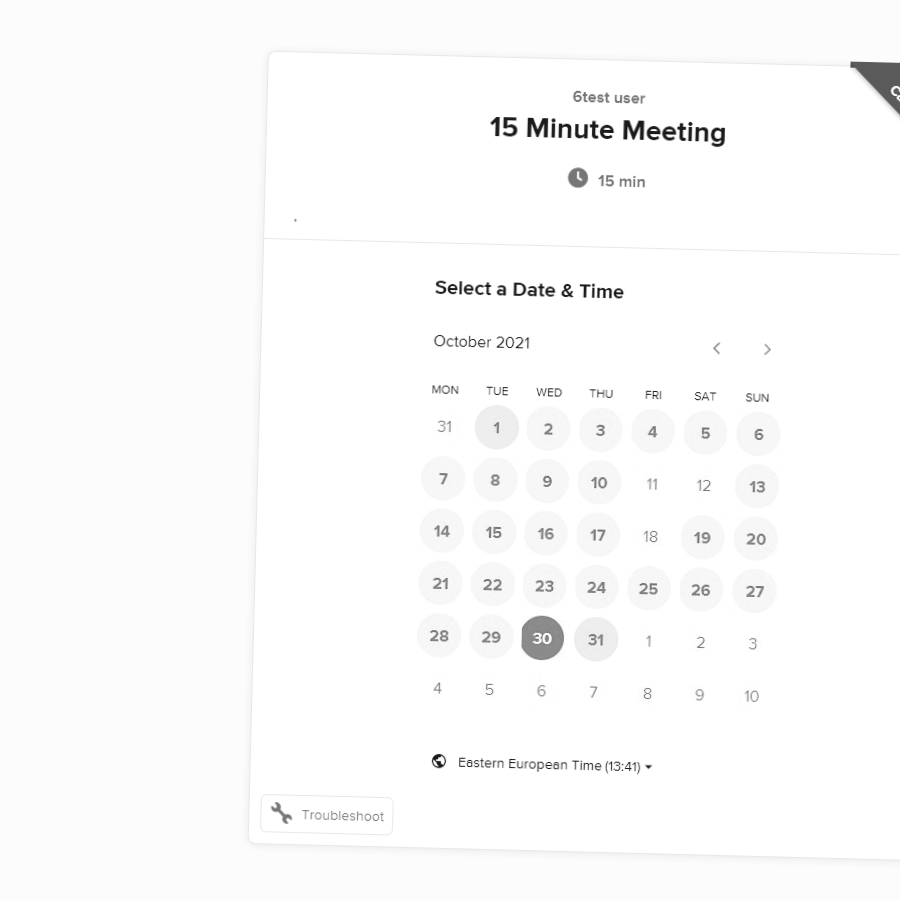 6test user
15 Minute Meeting
15 min
.
Select a Date & Time
October 2021
MON TUE WED THU FRI SAT SUN
31 1 2 3 4 5 6
7 8 9 10 11 12 13
14 15 16 17 18 19 20
21 22 23 24 25 26 27
28 29 30 31 1 2 3
4 5 6 7 8 9 10
Eastern European Time (13:41)
Troubleshoot